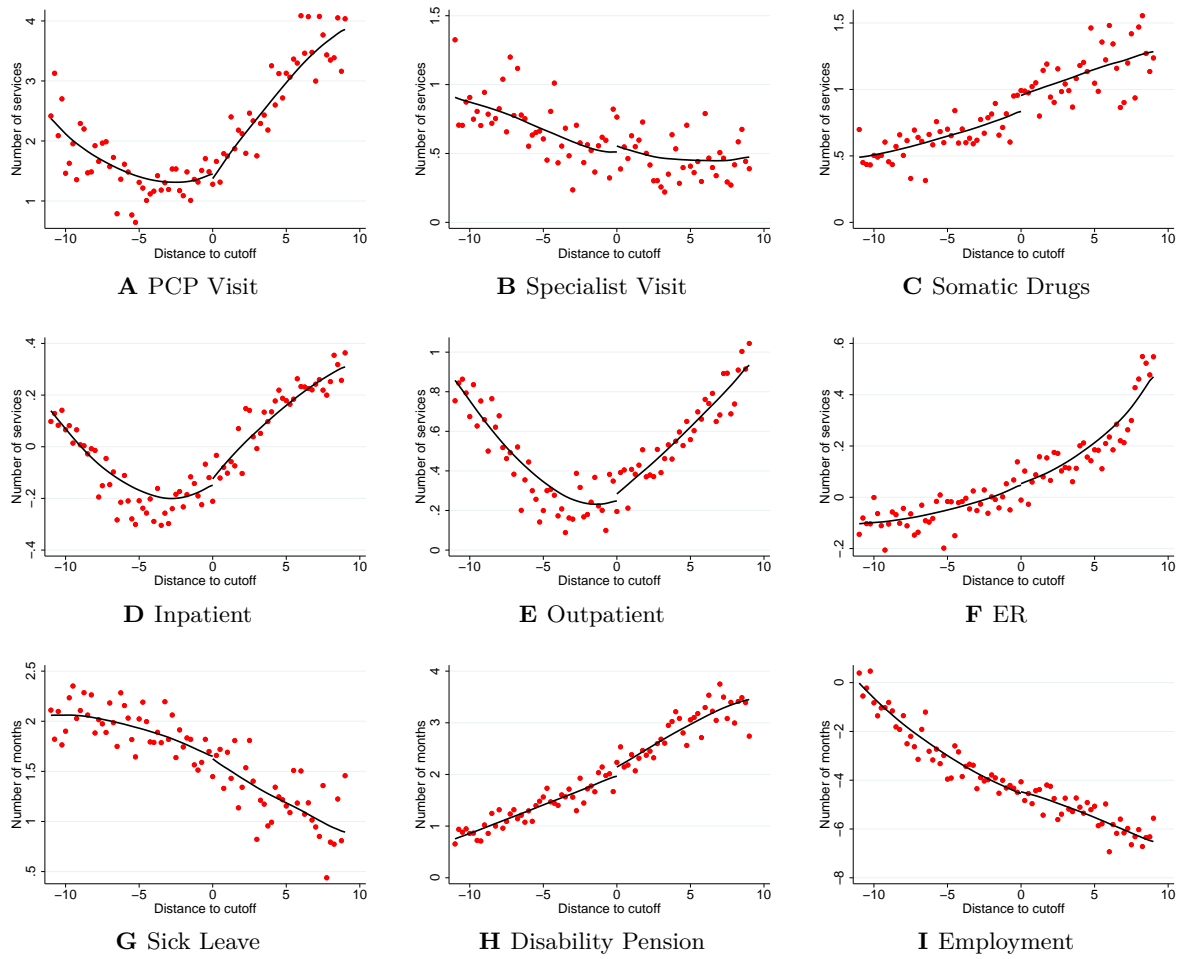 Number of services
4
3
2
1
−10 −5 0 5 10
Distance to cutoff
A PCP Visit
Number of services
1.5
1
.5
0
−10 −5 0 5 10
Distance to cutoff
B Specialist Visit
Number of services
1.5
1
.5
0
−10 −5 0 5 10
Distance to cutoff
C Somatic Drugs
Number of services
.4
.2
0
−.2
−.4
−10 −5 0 5 10
Distance to cutoff
D Inpatient
Number of services
1
.8
.6
.4
.2
0
−10 −5 0 5 10
Distance to cutoff
E Outpatient
Number of services
.6
.4
.2
0
−.2
−10 −5 0 5 10
Distance to cutoff
F ER
Number of months
2.5
2
1.5
1
.5
−10 −5 0 5 10
Distance to cutoff
G Sick Leave
Number of months
4
3
2
1
0
−10 −5 0 5 10
Distance to cutoff
H Disability Pension
Number of months
0
−2
−4
−6
−8
−10 −5 0 5 10
Distance to cutoff
I Employment